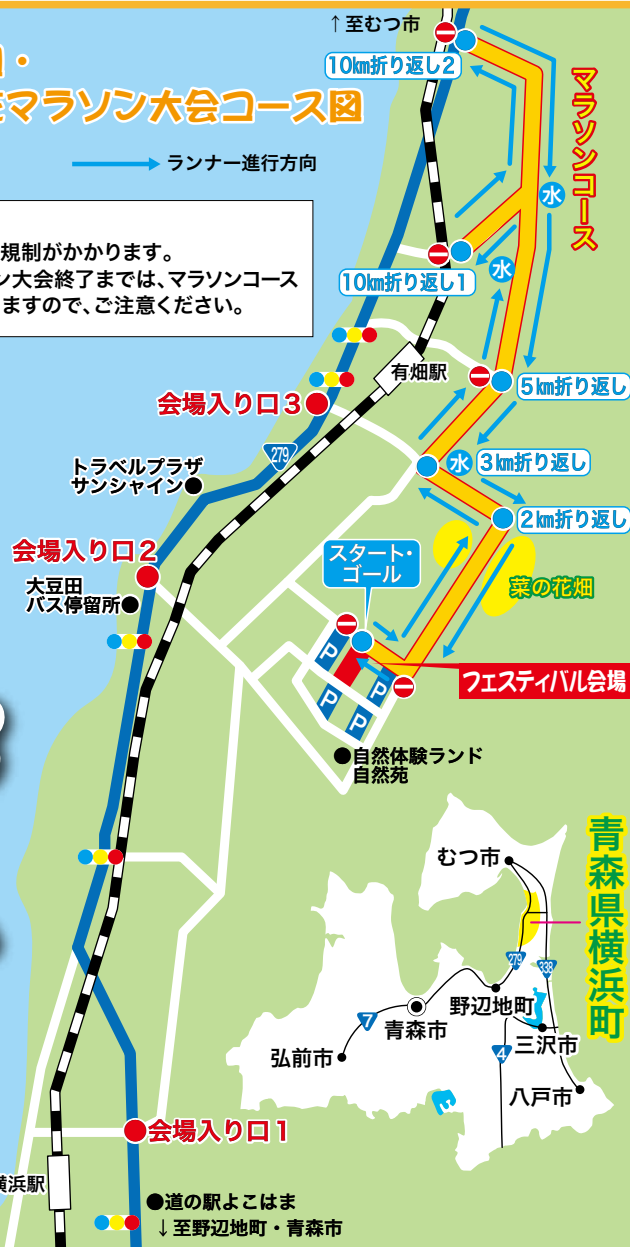 ↑至むつ市
10km折り返し2
マラソン大会コース図
ランナー進行方向
マラソンコース
水
規制がかかります。
ン大会終了までは、マラソンコース
ますので、ご注意ください。
10km折り返し1
水
有畑駅
5km折り返し
会場入り口3
279
トラベルプラザ
サンシャイン
水
3km折り返し
2km折り返し
会場入り口2
大豆田
バス停留所
スタート・
ゴール
菜の花畑
P
P
P
P
フェスティバル会場
自然体験ランド
自然苑
青森県横浜町
むつ市
279
338
野辺地町
7
青森市
弘前市
4
三沢市
八戸市
会場入り口1
横浜駅
道の駅よこはま
↓至野辺地町・青森市